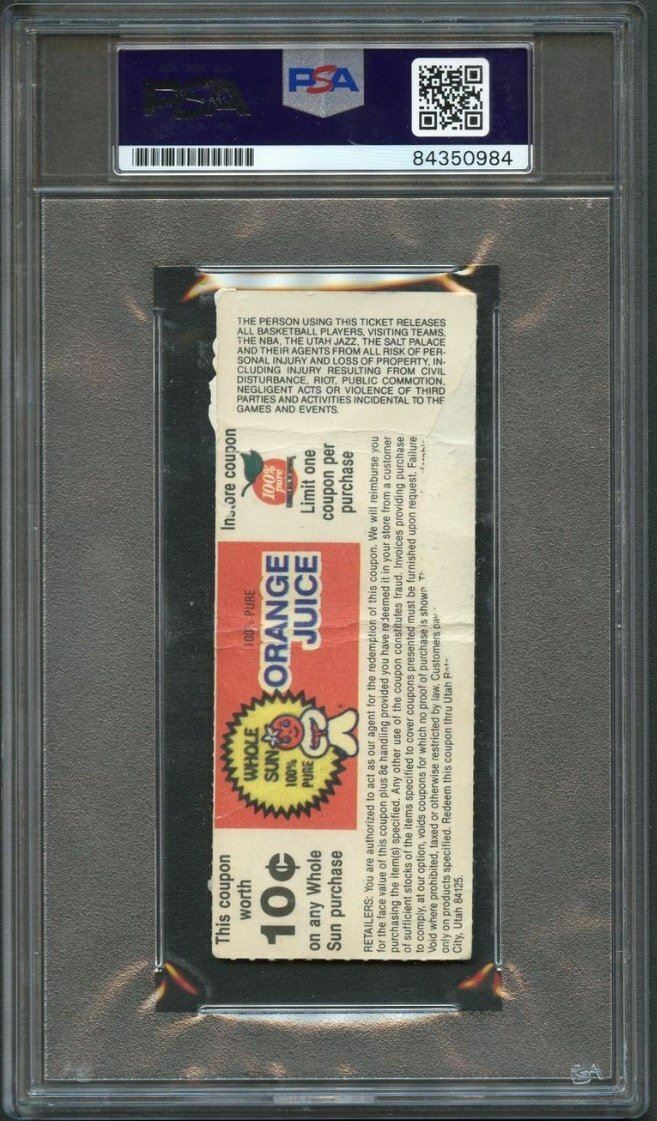 PSA
84350984
THE PERSON USING THIS TICKET RELEASES
ALL BASKETBALL PLAYERS, VISITING TEAMS,
THE NBA, THE UTAH JAZZ, THE SALT PALACE
AND THEIR AGENTS FROM ALL RISK OF PER-
SONAL INJURY AND LOSS OF PROPERTY, IN-
CLUDING INJURY RESULTING FROM CIVIL
DISTURBANCE, RIOT, PUBLIC COMMOTION,
NEGLIGENT ACTS OR VIOLENCE OF THIRD
PARTIES AND ACTIVITIES INCIDENTAL TO THE
GAMES AND EVENTS.
This coupon
worth
10¢
on any Whole
Sun purchase
WHOLE
SUN
100%
PURE
100% PURE
ORANGE
JUICE
coupon
100%
pure
Limit one
coupon per
purchase
RETAILERS: You are authorized to act as our agent for the redemption of this coupon. We will reimburse you
for the face value of this coupon plus 8¢ handling provided you have redeemed it in your store from a customer
purchasing the item(s) specified. Any other use of the coupon constitutes fraud. Invoices providing purchase
of sufficient stocks of the items specified to cover coupons presented must be furnished upon request. Failure
to comply, at our option, voids coupons for which no proof of purchase is shown.
Void where prohibited, taxed or otherwise restricted by law. Customers
only on products specified. Redeem this coupon thru Utah
City, Utah 84125.
PSA